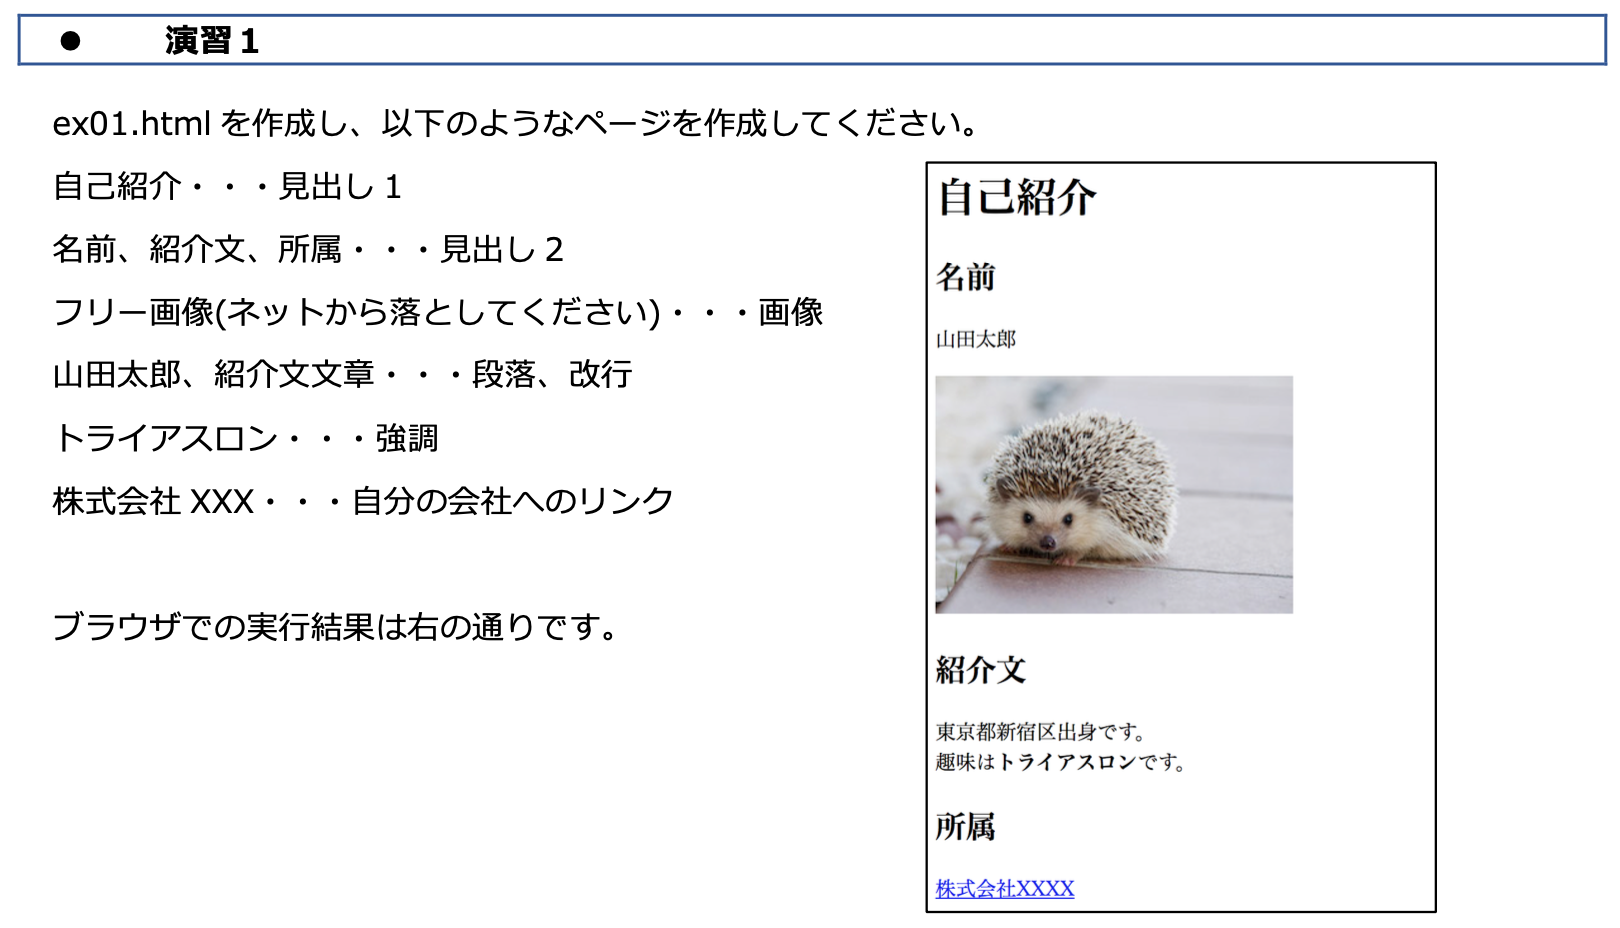 ● 演習1
ex01.html を作成し、以下のようなページを作成してください。
自己紹介・・・見出し 1
名前、紹介文、所属・・・見出し 2
フリー画像(ネットから落としてください)・・・画像
山田太郎、紹介文文章・・・段落、改行
トライアスロン・・・強調
株式会社 XXX・・・自分の会社へのリンク
ブラウザでの実行結果は右の通りです。
自己紹介
名前
山田太郎
紹介文
東京都新宿区出身です。
趣味はトライアスロンです。
所属
株式会社XXXX